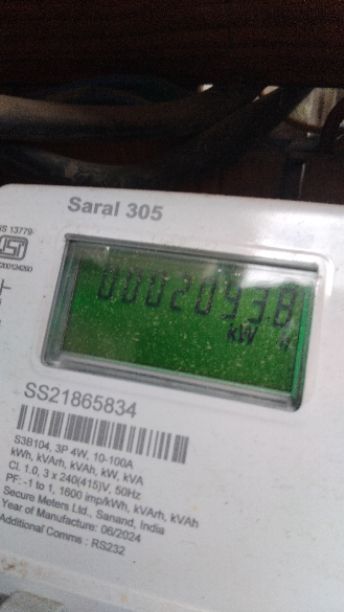 Saral 305
IS 13779
ISI
kW
SS21865834
S3B104, 3P 4W, 10-100A
kWh, kVArh, kVAh, kW, kVA
Cl. 1.0, 3 x 240(415)V, 50Hz
PF: -1 to 1, 1600 imp/kWh, kVArh, kVAh
Secure Meters Ltd., Sanand, India
Year of Manufacture: 06/2024
Additional Comms : RS232